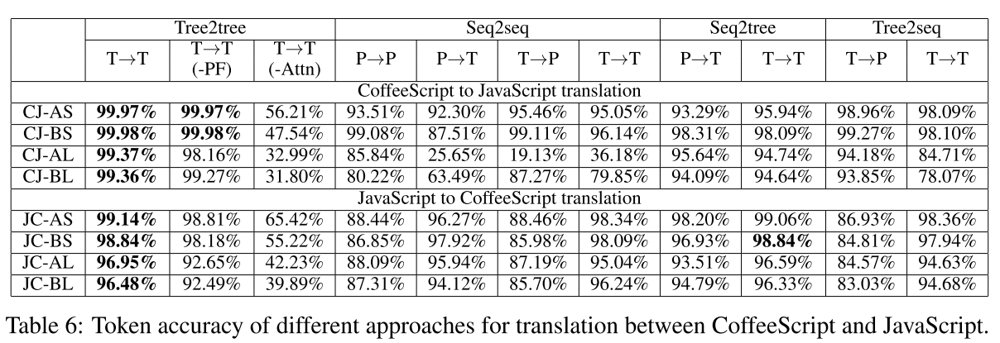 Tree2tree Seq2seq Seq2tree Tree2seq
T→T T→T (-PF) T→T (-Attn) P→P P→T T→P T→T P→T T→T T→P T→T
CoffeeScript to JavaScript translation
CJ-AS 99.97% 99.97% 56.21% 93.51% 92.30% 95.46% 95.05% 93.29% 95.94% 98.96% 98.09%
CJ-BS 99.98% 99.98% 47.54% 99.08% 87.51% 99.11% 96.14% 98.31% 98.09% 99.27% 98.10%
CJ-AL 99.37% 98.16% 32.99% 85.84% 25.65% 19.13% 36.18% 95.64% 94.74% 94.18% 84.71%
CJ-BL 99.36% 99.27% 31.80% 80.22% 63.49% 87.27% 79.85% 94.09% 94.64% 93.85% 78.07%
JavaScript to CoffeeScript translation
JC-AS 99.14% 98.81% 65.42% 88.44% 96.27% 88.46% 98.34% 98.20% 99.06% 86.93% 98.36%
JC-BS 98.84% 98.18% 55.22% 86.85% 97.92% 85.98% 98.09% 96.93% 98.84% 84.81% 97.94%
JC-AL 96.95% 92.65% 42.23% 88.09% 95.94% 87.19% 95.04% 93.51% 96.59% 84.57% 94.63%
JC-BL 96.48% 92.49% 39.89% 87.31% 94.12% 85.70% 96.24% 94.79% 96.33% 83.03% 94.68%
Table 6: Token accuracy of different approaches for translation between CoffeeScript and JavaScript.